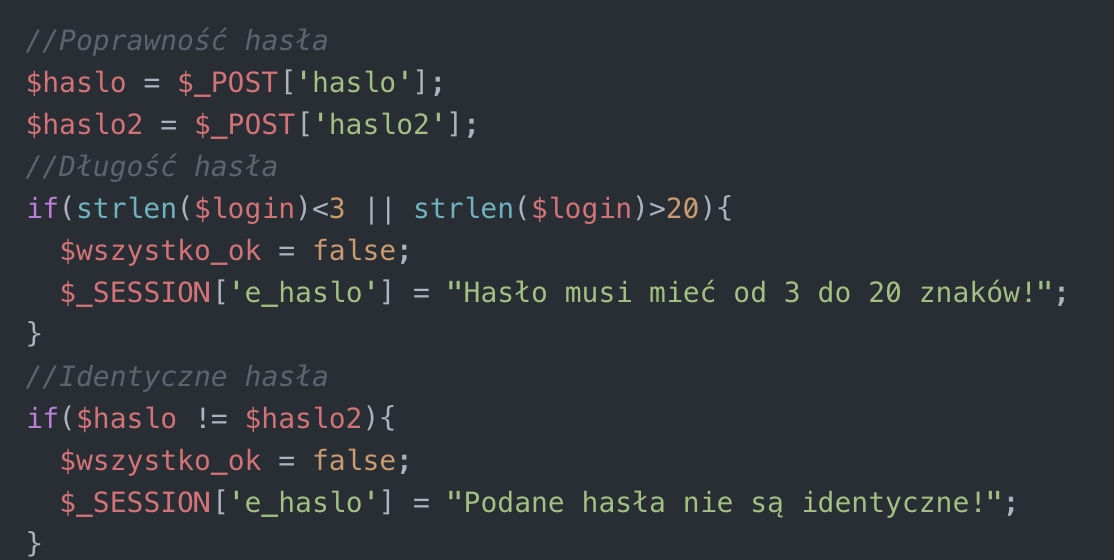 //Poprawność hasła
$haslo = $_POST['haslo'];
$haslo2 = $_POST['haslo2'];
//Długość hasła
if(strlen($login)<3 || strlen($login)>20){
  $wszystko_ok = false;
  $_SESSION['e_haslo'] = "Hasło musi mieć od 3 do 20 znaków!";
}
//Identyczne hasła
if($haslo != $haslo2){
  $wszystko_ok = false;
  $_SESSION['e_haslo'] = "Podane hasła nie są identyczne!";
}